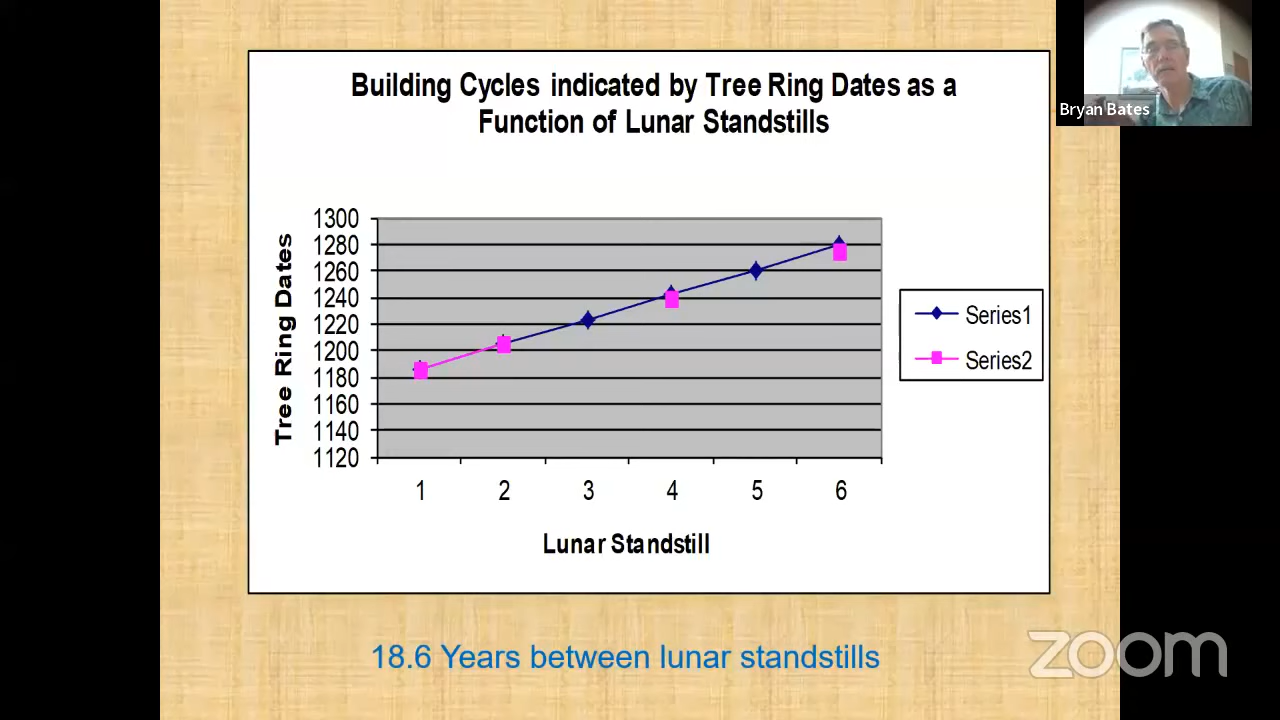 Building Cycles indicated by Tree Ring Dates as a
Function of Lunar Standstills
Bryan Bates
Tree Ring Dates
1300
1280
1260
1240
1220
1200
1180
1160
1140
1120
1 2 3 4 5 6
Lunar Standstill
Series1
Series2
18.6 Years between lunar standstills
zoom